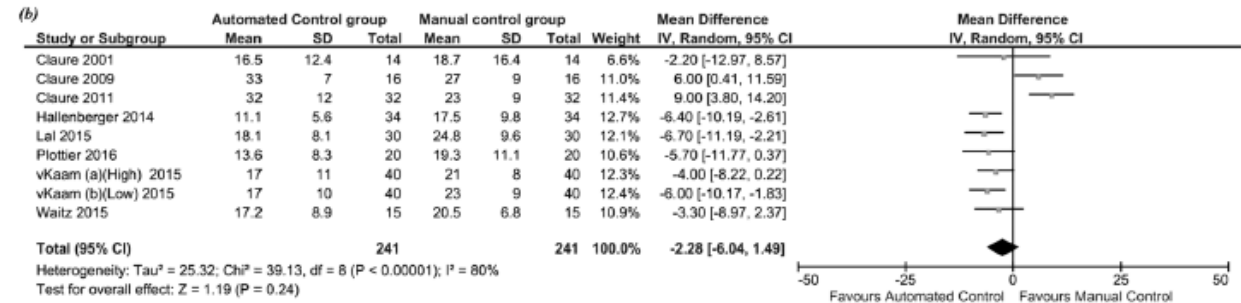 (b)
Automated Control group Manual control group Mean Difference Mean Difference
Study or Subgroup Mean SD Total Mean SD Total Weight IV, Random, 95% CI IV, Random, 95% CI
Claure 2001 16.5 12.4 14 18.7 16.4 14 6.6% -2.20 [-12.97, 8.57]
Claure 2009 33 7 16 27 9 16 11.0% 6.00 [0.41, 11.59]
Claure 2011 32 12 32 23 9 32 11.4% 9.00 [3.80, 14.20]
Hallenberger 2014 11.1 5.6 34 17.5 9.8 34 12.7% -6.40 [-10.19, -2.61]
Lal 2015 18.1 8.1 30 24.8 9.6 30 12.1% -6.70 [-11.19, -2.21]
Plottier 2016 13.6 8.3 20 19.3 11.1 20 10.6% -5.70 [-11.77, 0.37]
vKaam (a)(High) 2015 17 11 40 21 8 40 12.3% -4.00 [-8.22, 0.22]
vKaam (b)(Low) 2015 17 10 40 23 9 40 12.4% -6.00 [-10.17, -1.83]
Waitz 2015 17.2 8.9 15 20.5 6.8 15 10.9% -3.30 [-8.97, 2.37]
Total (95% CI) 241 241 100.0% -2.28 [-6.04, 1.49]
Heterogeneity: Tau² = 25.32; Chi² = 39.13, df = 8 (P < 0.00001); I² = 80%
Test for overall effect: Z = 1.19 (P = 0.24)
-50 -25 0 25 50
Favours Automated Control Favours Manual Control